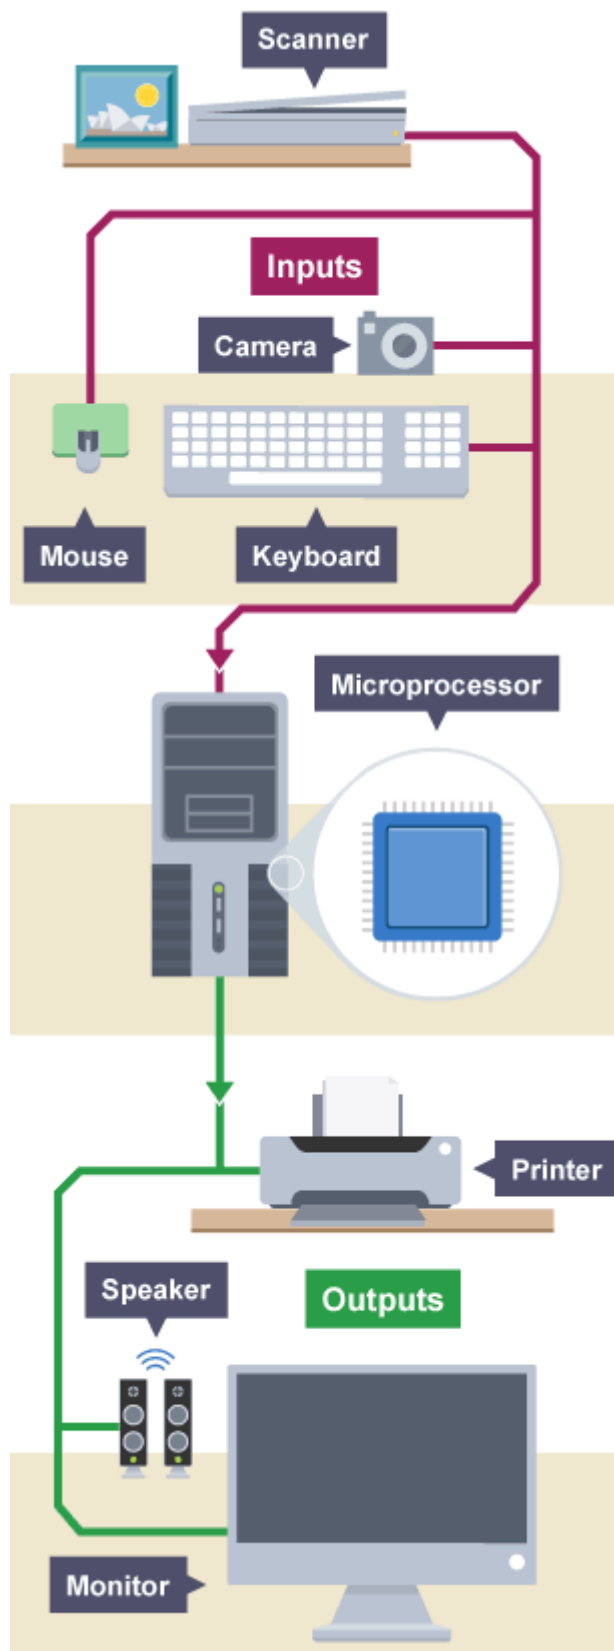 Scanner
Inputs
Camera
Mouse
Keyboard
Microprocessor
Printer
Speaker
Outputs
Monitor